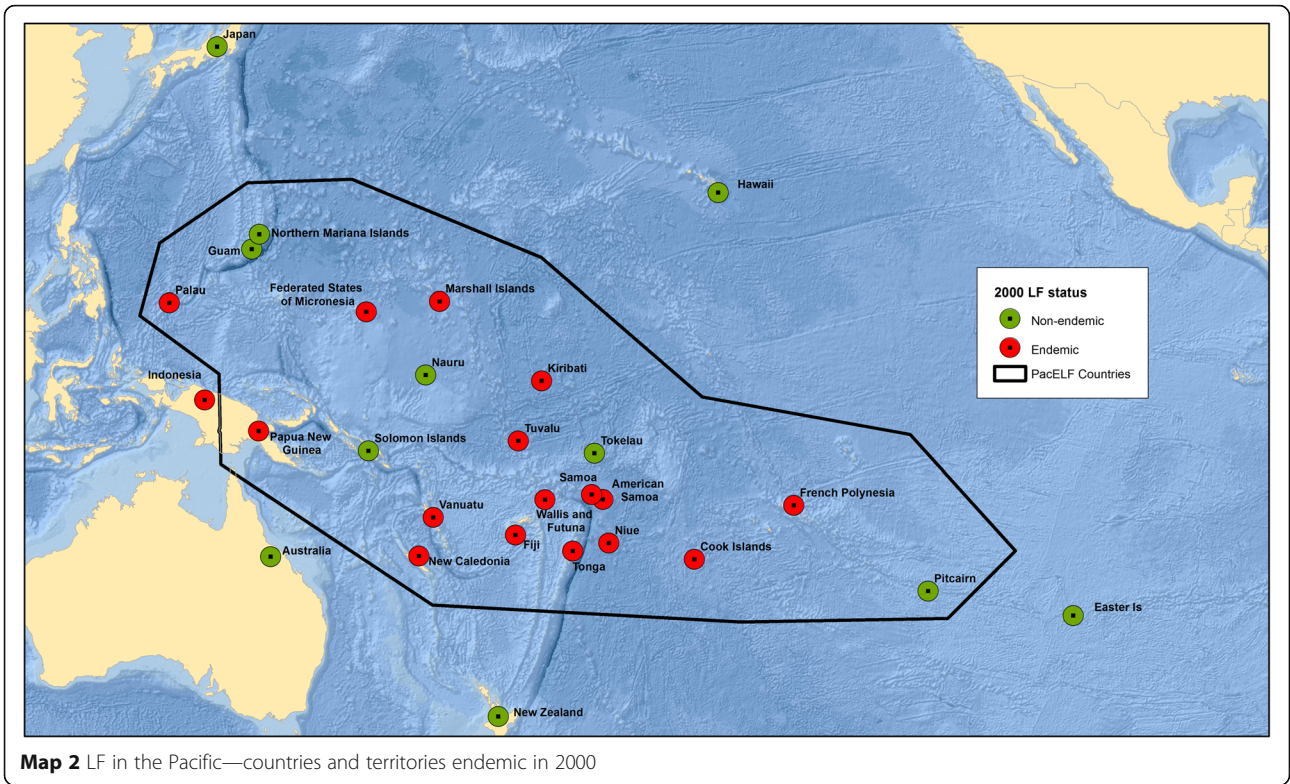 Japan
Hawaii
Northern Mariana Islands
Guam
Palau
Federated States
of Micronesia
Marshall Islands
2000 LF status
Non-endemic
Endemic
PacELF Countries
Nauru
Kiribati
Indonesia
Papua New
Guinea
Solomon Islands
Tuvalu
Tokelau
Samoa
American
Samoa
French Polynesia
Vanuatu
Wallis and
Futuna
Fiji
Niue
Tonga
New Caledonia
Cook Islands
Australia
Pitcairn
Easter Is
New Zealand
Map 2 LF in the Pacific—countries and territories endemic in 2000